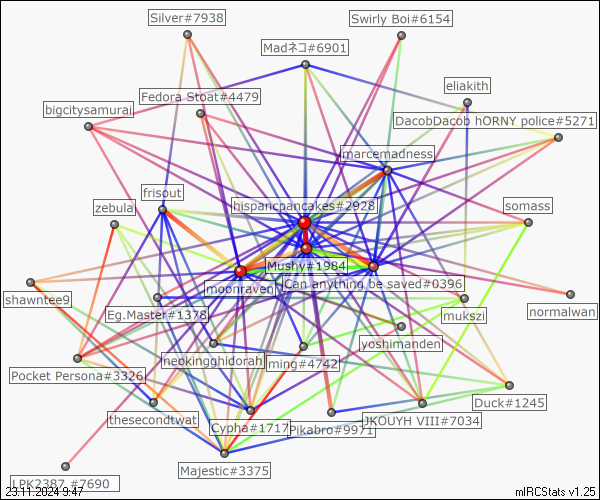 Silver#7938
Swirly Boi#6154
Madネコ#6901
eliakith
Fedora Stoat#4479
bigcitysamurai
DacobDacob hORNY police#5271
marcemadness
frisout
hispancpancakes#2928
zebula
somass
Mushy#1984
Can anything be saved#0396
moonraven
shawntee9
Eg.Master#1378
mukszi
normalwan
yoshimanden
neokingghidorah
ming#4742
Pocket Persona#3326
Duck#1245
thesecondtwat
JKOUYH VIII#7034
Cypha#1717
Pikabro#9971
Majestic#3375
LPK2387 #7690
23.11.2024 9:47
mIRCStats v1.25